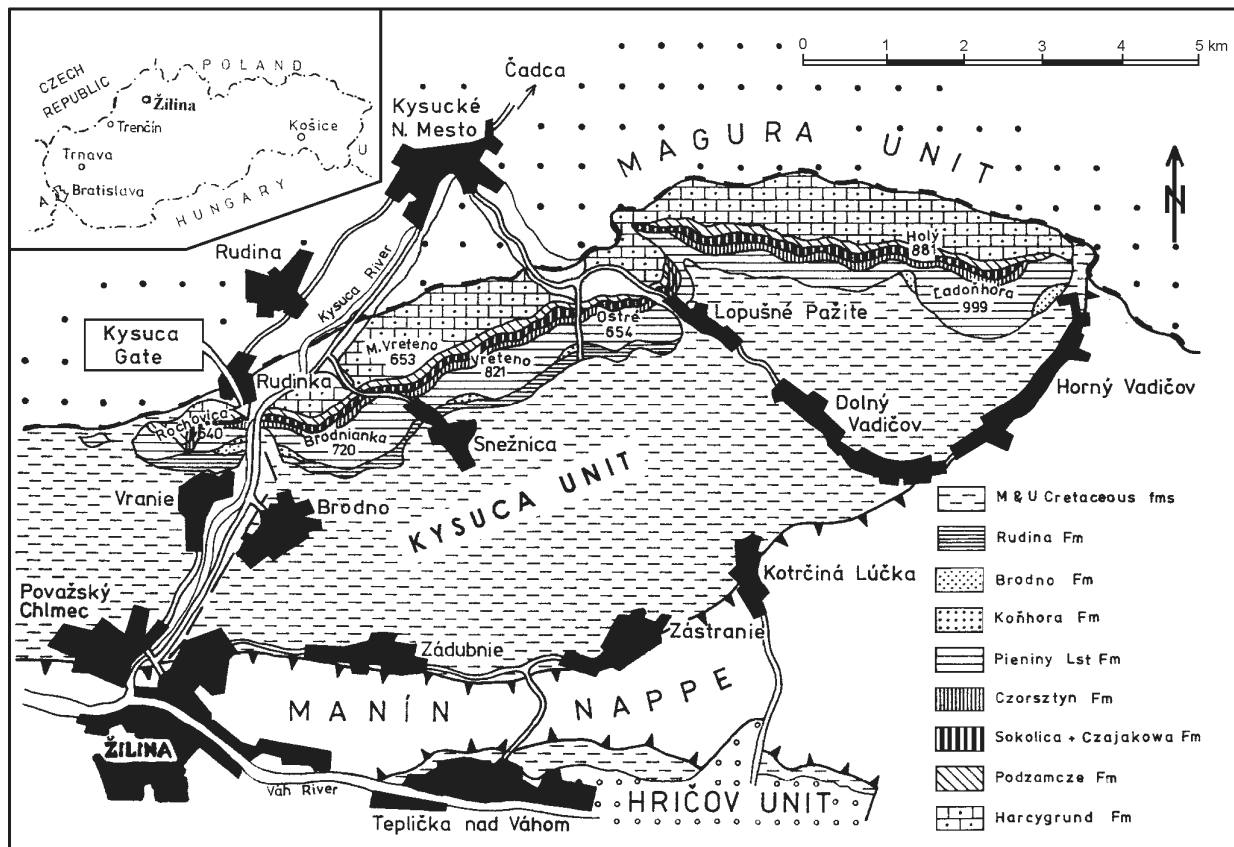 CZECH
REPUBLIC
POLAND
Žilina
Trenčín
Košice
Trnava
Bratislava
A
HUNGARY
U
0 1 2 3 4 5 km
Čadca
Kysucké
N. Mesto
MAGURA UNIT
N
Rudina
Kysuca River
Holý
881
Ľadoňhora
999
Lopušné Pažite
Ostré
654
Kysuca
Gate
M. Vreteno
653
Vreteno
821
Rudinka
Rochovica
640
Brodnianka
720
Snežnica
Dolný
Vadičov
Horný Vadičov
Vranie
Brodno
KYSUCA UNIT
Považský
Chlmec
Kotrčiná Lúčka
Zástranie
Zádubnie
MANÍN NAPPE
ŽILINA
Váh River
Teplička nad Váhom
HRIČOV UNIT
M & U Cretaceous fms
Rudina Fm
Brodno Fm
Koňhora Fm
Pieniny Lst Fm
Czorsztyn Fm
Sokolica + Czajakowa Fm
Podzamcze Fm
Harcygrund Fm